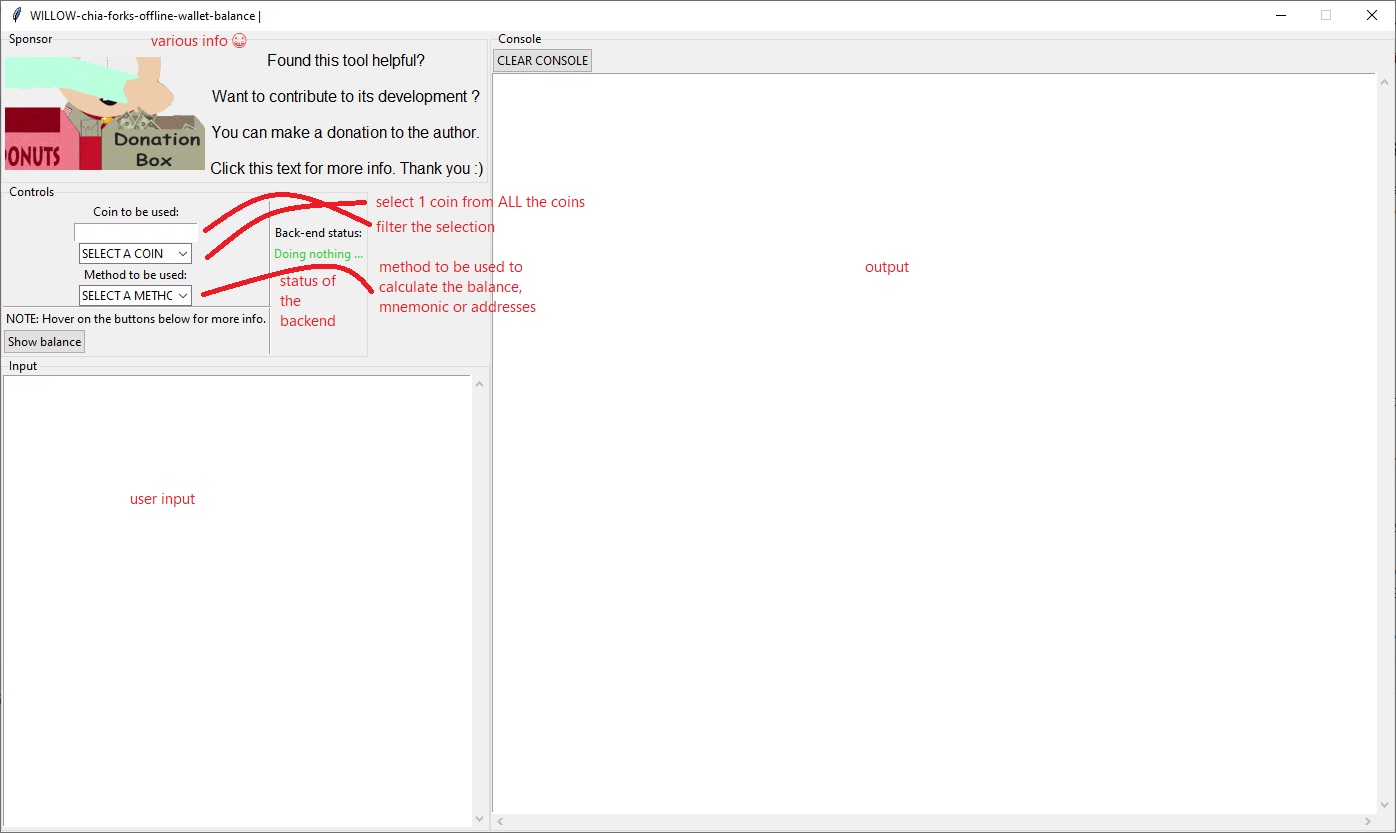 WILLOW-chia-forks-offline-wallet-balance |
Sponsor
various info
Found this tool helpful?
Want to contribute to its development ?
You can make a donation to the author.
Click this text for more info. Thank you :)
DONUTS
Donation
Box
Controls
Coin to be used:
SELECT A COIN
Method to be used:
SELECT A METHC
NOTE: Hover on the buttons below for more info.
Show balance
Back-end status:
Doing nothing ...
status of
the
backend
select 1 coin from ALL the coins
filter the selection
method to be used to
calculate the balance,
mnemonic or addresses
Input
user input
Console
CLEAR CONSOLE
output